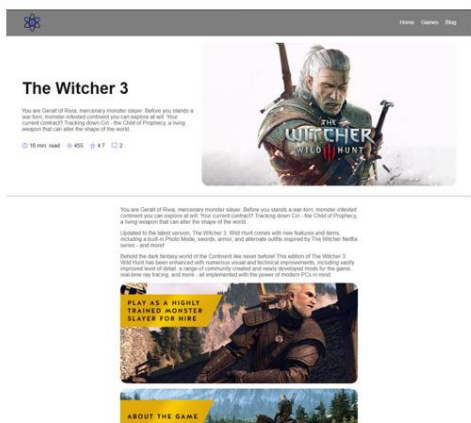 Home Games Blog
The Witcher 3
You are Geralt of Rivia, mercenary monster slayer. Before you stands a
war-torn, monster-infested continent you can explore at will. Your
current contract? Tracking down Ciri - the Child of Prophecy, a living
weapon that can alter the shape of the world.
16 min. read 455 4.7 2
THE
WITCHER
WILD HUNT
You are Geralt of Rivia, mercenary monster slayer. Before you stands a war-torn, monster-infested
continent you can explore at will. Your current contract? Tracking down Ciri - the Child of Prophecy,
a living weapon that can alter the shape of the world.
Updated to the latest version, The Witcher 3: Wild Hunt comes with new features and items,
including a built-in Photo Mode, swords, armor, and alternate outfits inspired by The Witcher Netflix
series - and more!
Behold the dark fantasy world of the Continent like never before! This edition of The Witcher 3:
Wild Hunt has been enhanced with numerous visual and technical improvements, including vastly
improved level of detail, a range of community created and newly developed mods for the game,
real-time ray tracing, and more - all implemented with the power of modern PCs in mind.
PLAY AS A HIGHLY
TRAINED MONSTER
SLAYER FOR HIRE
ABOUT THE GAME